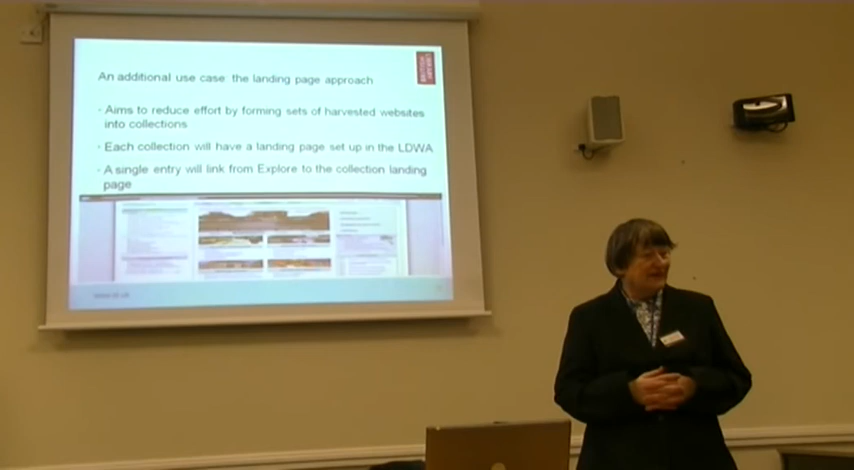 An additional use case the landing page approach
BRITISH
LIBRARY
- Aims to reduce effort by forming sets of harvested websites
into collections
- Each collection will have a landing page set up in the LDWA
- A single entry will link from Explore to the collection landing
page